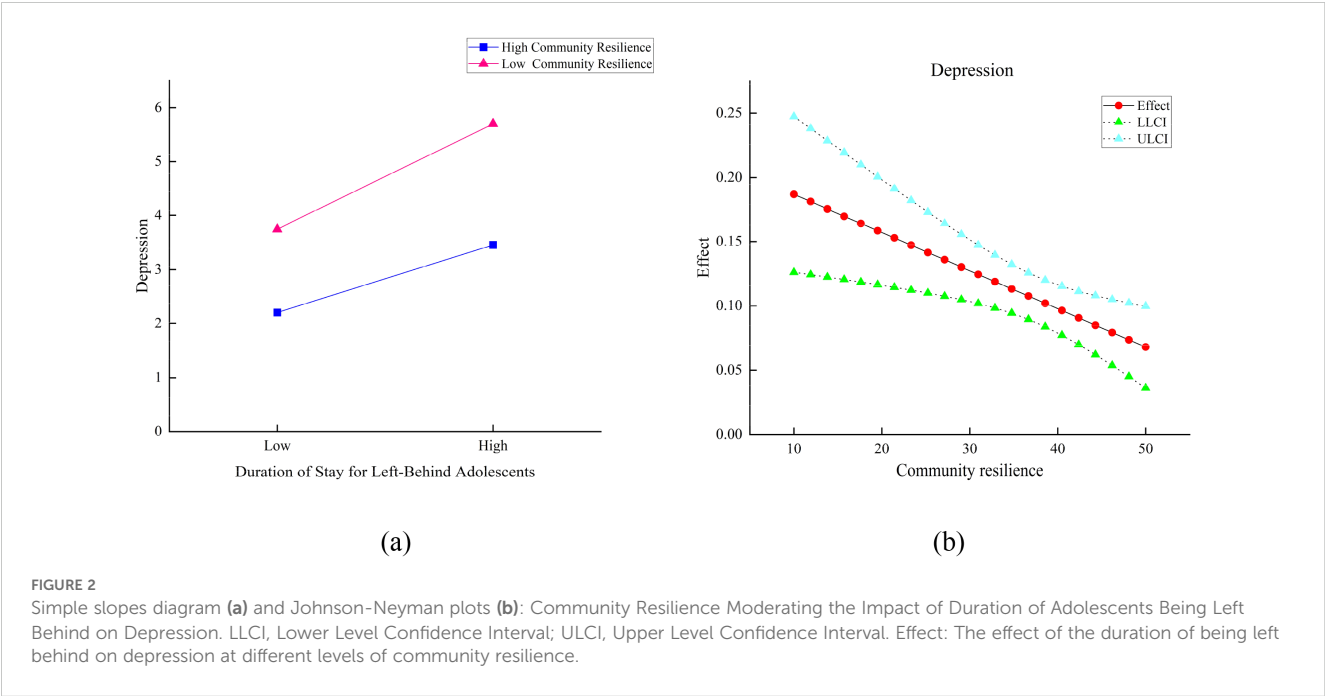 High Community Resilience
Low Community Resilience
6
5
4
3
2
1
0
Depression
Low
High
Duration of Stay for Left-Behind Adolescents
(a)
Depression
Effect
LLCI
ULCI
0.25
0.20
0.15
0.10
0.05
0.00
Effect
10
20
30
40
50
Community resilience
(b)
FIGURE 2
Simple slopes diagram (a) and Johnson-Neyman plots (b): Community Resilience Moderating the Impact of Duration of Adolescents Being Left
Behind on Depression. LLCI, Lower Level Confidence Interval; ULCI, Upper Level Confidence Interval. Effect: The effect of the duration of being left
behind on depression at different levels of community resilience.